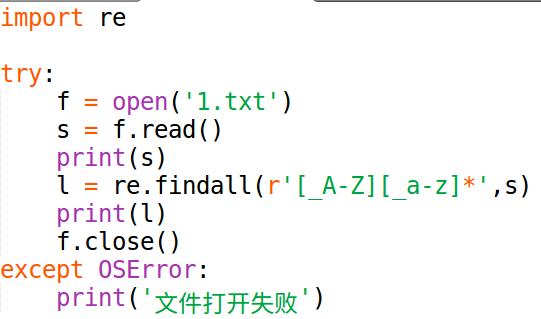 import re
try:
    f = open('1.txt')
    s = f.read()
    print(s)
    l = re.findall(r'[_A-Z][_a-z]*',s)
    print(l)
    f.close()
except OSError:
    print('文件打开失败')